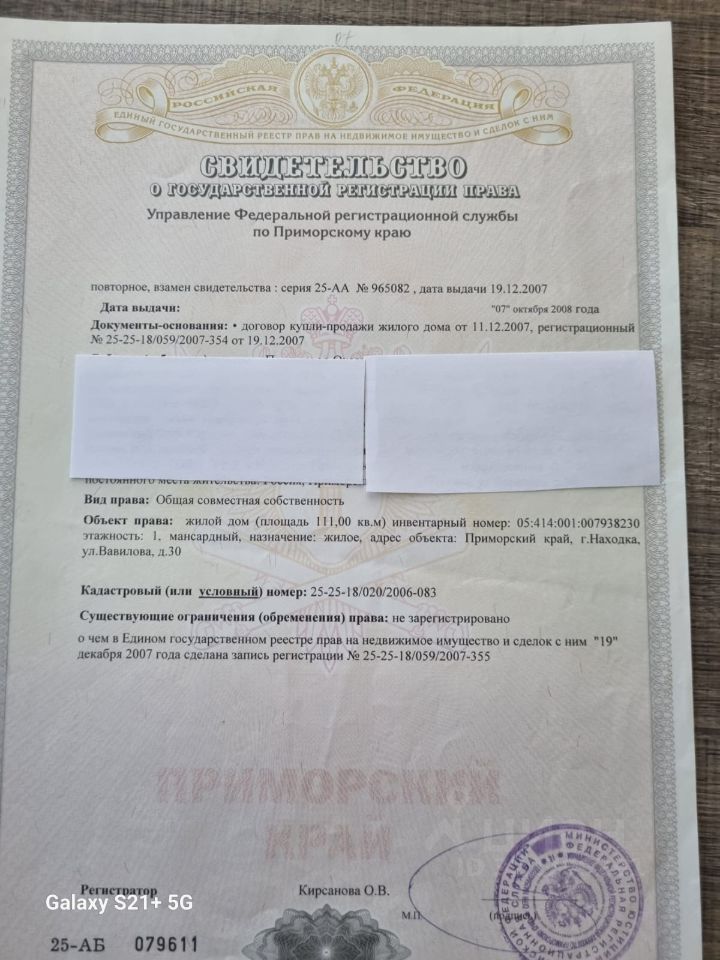 РОССИЙСКАЯ ФЕДЕРАЦИЯ
ЕДИНЫЙ ГОСУДАРСТВЕННЫЙ РЕЕСТР ПРАВ НА НЕДВИЖИМОЕ ИМУЩЕСТВО И СДЕЛОК С НИМ
СВИДЕТЕЛЬСТВО
О ГОСУДАРСТВЕННОЙ РЕГИСТРАЦИИ ПРАВА
Управление Федеральной регистрационной службы
по Приморскому краю
повторное, взамен свидетельства : серия 25-АА № 965082 , дата выдачи 19.12.2007
Дата выдачи: "07" октября 2008 года
Документы-основания: • договор купли-продажи жилого дома от 11.12.2007, регистрационный
№ 25-25-18/059/2007-354 от 19.12.2007
постоянного места жительства: Россия,
Вид права: Общая совместная собственность
Объект права: жилой дом (площадь 111,00 кв.м) инвентарный номер: 05:414:001:007938230
этажность: 1, мансардный, назначение: жилое, адрес объекта: Приморский край, г.Находка,
ул.Вавилова, д.30
Кадастровый (или условный) номер: 25-25-18/020/2006-083
Существующие ограничения (обременения) права: не зарегистрировано
о чем в Едином государственном реестре прав на недвижимое имущество и сделок с ним "19"
декабря 2007 года сделана запись регистрации № 25-25-18/059/2007-355
ПРИМОРСКИЙ
КРАЙ
Регистратор Кирсанова О.В.
Galaxy S21+ 5G
М.П. (подпись)
25-АБ 079611